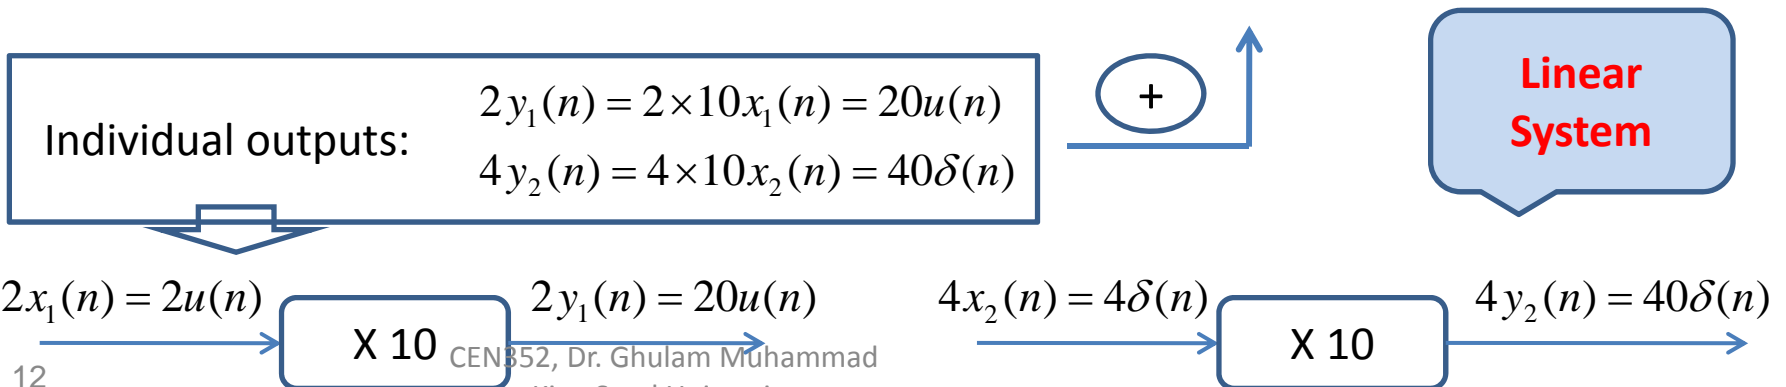 2y₁(n) = 2×10x₁(n) = 20u(n)
Individual outputs:
4y₂(n) = 4×10x₂(n) = 40δ(n)
+
Linear
System
2x₁(n) = 2u(n)
X 10
2y₁(n) = 20u(n)
4x₂(n) = 4δ(n)
X 10
4y₂(n) = 40δ(n)
CEN352, Dr. Ghulam Muhammad
12